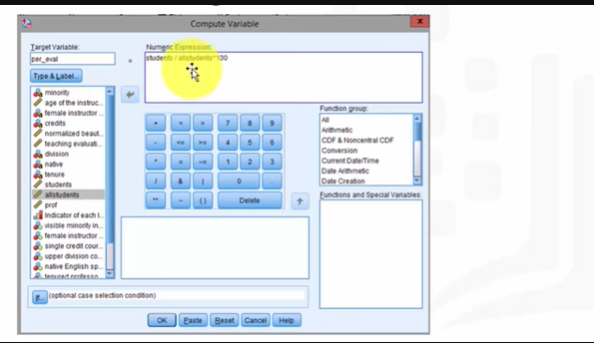 Compute Variable
Target Variable:
per_eval
=
Numeric Expression:
students / allstudents*100
Type & Label...
minority
age of the instruc...
female instructor ...
credits
normalized beaut...
teaching evaluati...
division
native
tenure
students
allstudents
prof
Indicator of each I...
visible minority in...
female instructor ...
single credit cour...
upper division co...
native English sp...
tenured professo...
+ < > 7 8 9
- <= >= 4 5 6
* = ~= 1 2 3
/ & | 0 .
** ~ ( ) Delete
Function group:
All
Arithmetic
CDF & Noncentral CDF
Conversion
Current Date/Time
Date Arithmetic
Date Creation
Functions and Special Variables:
If... (optional case selection condition)
OK Paste Reset Cancel Help